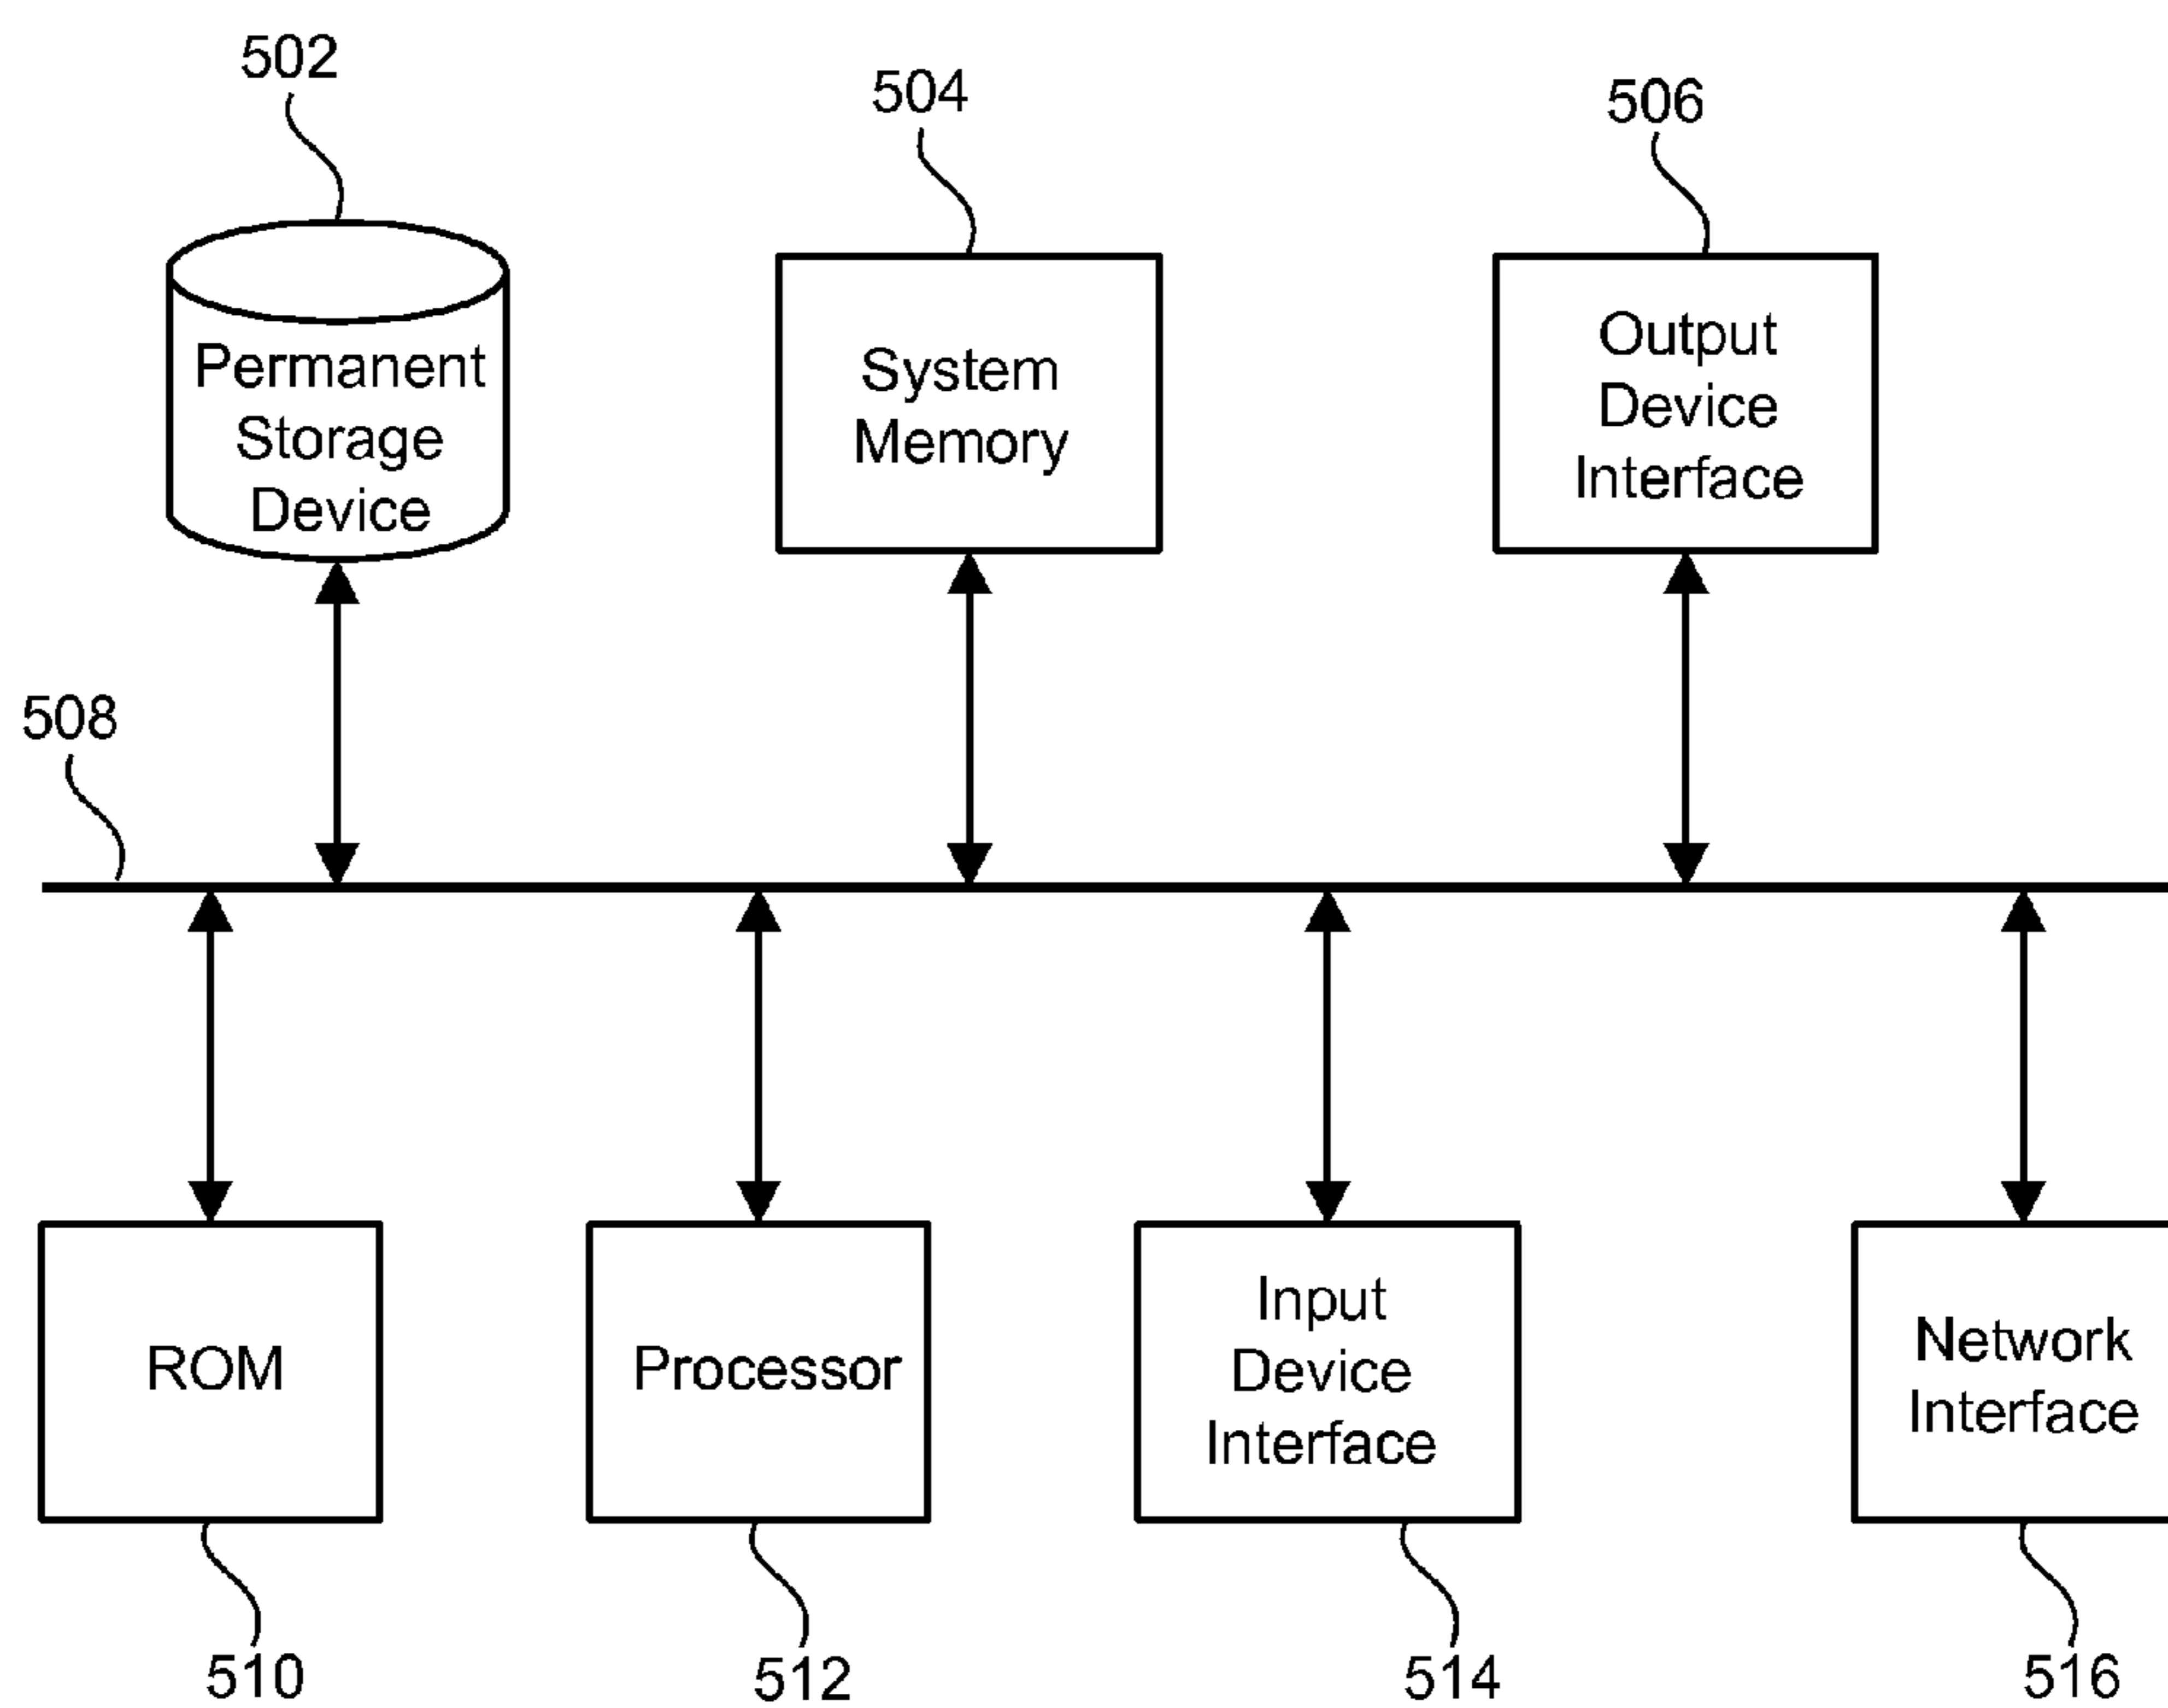 502
504
506
Permanent
Storage
Device
System
Memory
Output
Device
Interface
508
ROM
Processor
Input
Device
Interface
Network
Interface
510
512
514
516